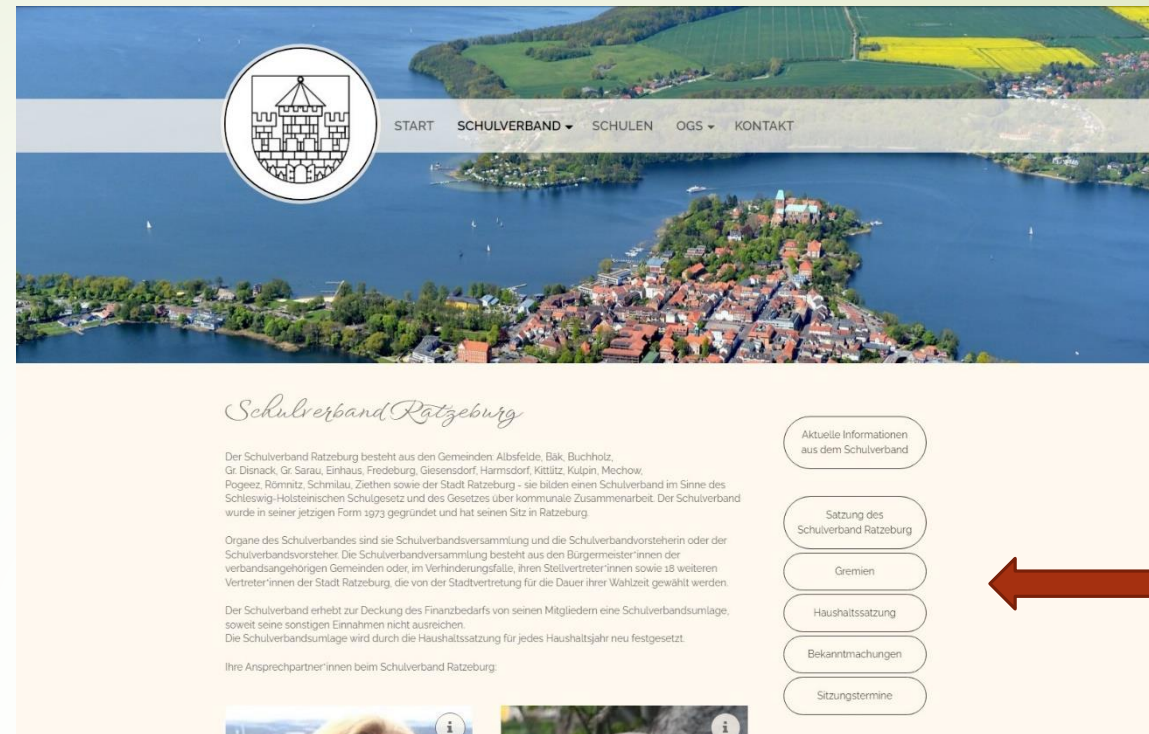 START SCHULVERBAND SCHULEN OGS KONTAKT
Schulverband Ratzeburg
Der Schulverband Ratzeburg besteht aus den Gemeinden: Albsfelde, Bäk, Buchholz,
Gr. Disnack, Gr. Sarau, Einhaus, Fredeburg, Giesensdorf, Harmsdorf, Kittlitz, Kulpin, Mechow,
Pogeez, Römnitz, Schmilau, Ziethen sowie der Stadt Ratzeburg - sie bilden einen Schulverband im Sinne des
Schleswig-Holsteinischen Schulgesetz und des Gesetzes über kommunale Zusammenarbeit. Der Schulverband
wurde in seiner jetzigen Form 1973 gegründet und hat seinen Sitz in Ratzeburg.
Organe des Schulverbandes sind sie Schulverbandsversammlung und die Schulverbandvorsteherin oder der
Schulverbandsvorsteher. Die Schulverbandversammlung besteht aus den Bürgermeister*innen der
verbandsangehörigen Gemeinden oder, im Verhinderungsfalle, ihren Stellvertreter*innen sowie 18 weiteren
Vertreter*innen der Stadt Ratzeburg, die von der Stadtvertretung für die Dauer ihrer Wahlzeit gewählt werden.
Der Schulverband erhebt zur Deckung des Finanzbedarfs von seinen Mitgliedern eine Schulverbandsumlage,
soweit seine sonstigen Einnahmen nicht ausreichen.
Die Schulverbandsumlage wird durch die Haushaltssatzung für jedes Haushaltsjahr neu festgesetzt.
Ihre Ansprechpartner*innen beim Schulverband Ratzeburg:
Aktuelle Informationen
aus dem Schulverband
Satzung des
Schulverband Ratzeburg
Gremien
Haushaltssatzung
Bekanntmachungen
Sitzungstermine
i
i